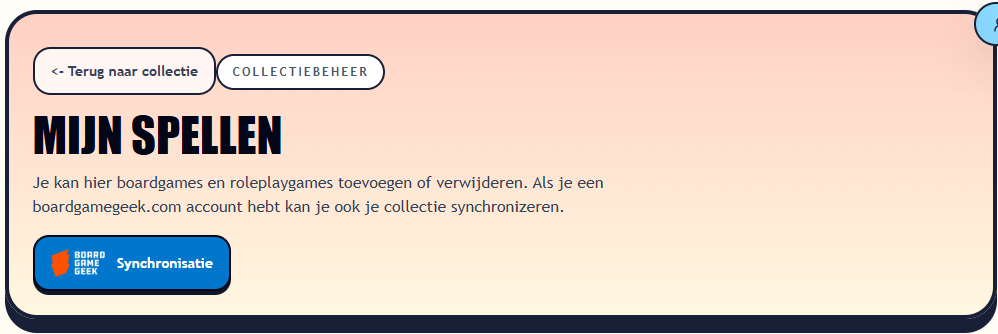 <- Terug naar collectie
COLLECTIEBEHEER
MIJN SPELLEN
Je kan hier boardgames en roleplaygames toevoegen of verwijderen. Als je een
boardgamegeek.com account hebt kan je ook je collectie synchronizeren.
BOARD
GAME
GEEK
Synchronisatie